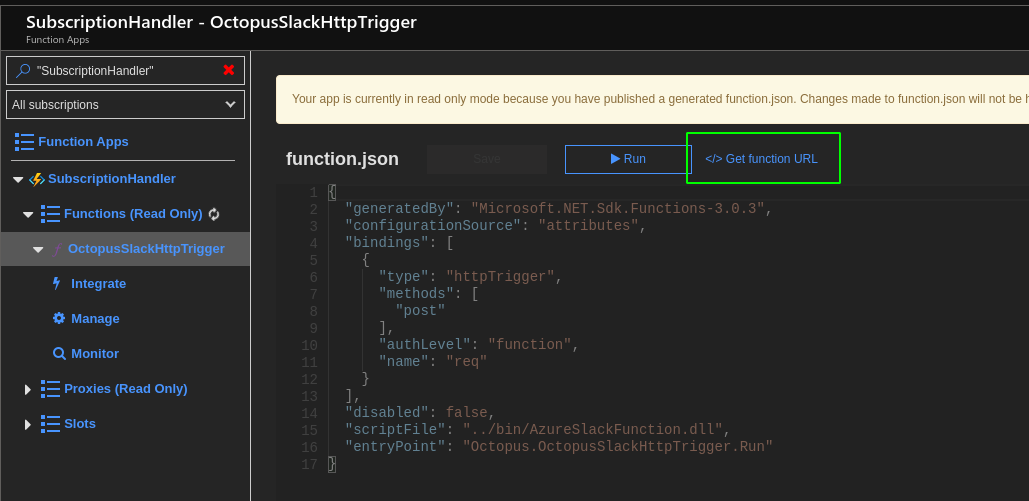 SubscriptionHandler - OctopusSlackHttpTrigger
Function Apps
"SubscriptionHandler"
All subscriptions
Function Apps
SubscriptionHandler
Functions (Read Only)
OctopusSlackHttpTrigger
Integrate
Manage
Monitor
Proxies (Read Only)
Slots
Your app is currently in read only mode because you have published a generated function.json. Changes made to function.json will not be
function.json
Save
Run
</> Get function URL
1 {
2 "generatedBy": "Microsoft.NET.Sdk.Functions-3.0.3",
3 "configurationSource": "attributes",
4 "bindings": [
5 {
6 "type": "httpTrigger",
7 "methods": [
8 "post"
9 ],
10 "authLevel": "function",
11 "name": "req"
12 }
13 ],
14 "disabled": false,
15 "scriptFile": "../bin/AzureSlackFunction.dll",
16 "entryPoint": "Octopus.OctopusSlackHttpTrigger.Run"
17 }